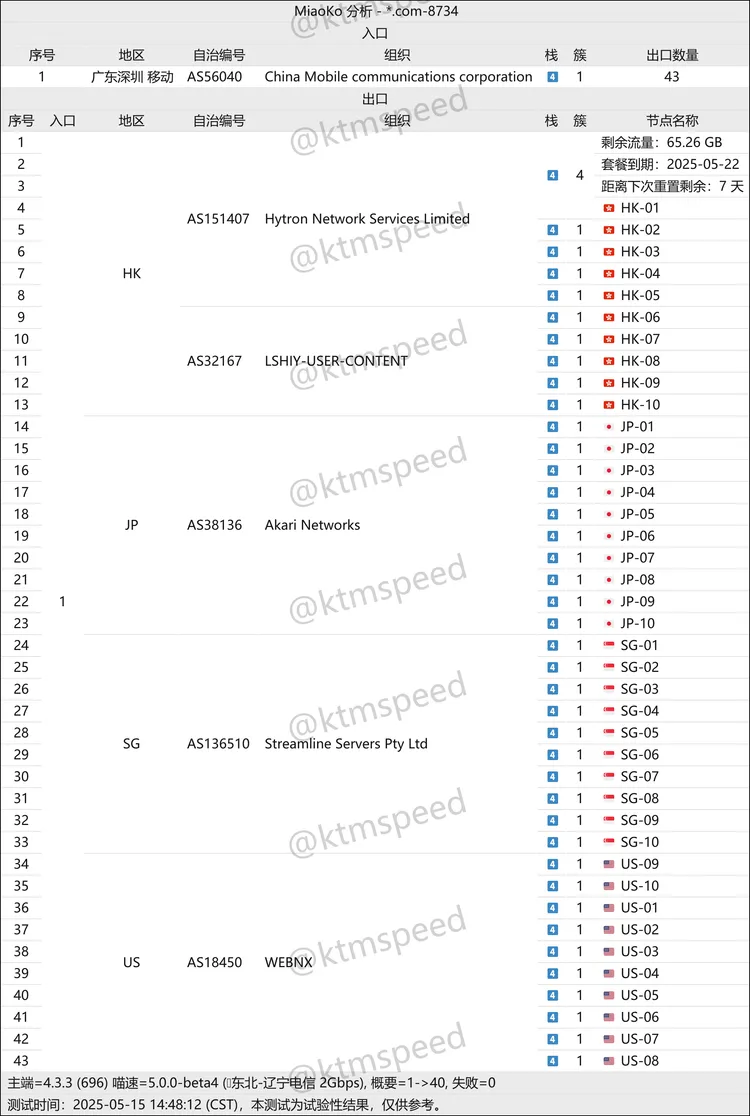 MiaoKo 分析 - *.com-8734
入口
序号 地区 自治编号 组织 栈 簇 出口数量
1 广东深圳 移动 AS56040 China Mobile communications corporation 4 1 43
出口
序号 入口 地区 自治编号 组织 栈 簇 节点名称
1 剩余流量：65.26 GB
2 套餐到期：2025-05-22
4 4
3 距离下次重置剩余：7 天
4 HK-01
AS151407 Hytron Network Services Limited
5 4 1 HK-02
6 4 1 HK-03
7 HK 4 1 HK-04
8 4 1 HK-05
9 4 1 HK-06
10 4 1 HK-07
11 AS32167 LSHIY-USER-CONTENT 4 1 HK-08
12 4 1 HK-09
13 4 1 HK-10
14 4 1 JP-01
15 4 1 JP-02
16 4 1 JP-03
17 4 1 JP-04
18 4 1 JP-05
JP AS38136 Akari Networks
19 4 1 JP-06
20 4 1 JP-07
21 4 1 JP-08
22 1 4 1 JP-09
23 4 1 JP-10
24 4 1 SG-01
25 4 1 SG-02
26 4 1 SG-03
27 4 1 SG-04
28 4 1 SG-05
SG AS136510 Streamline Servers Pty Ltd
29 4 1 SG-06
30 4 1 SG-07
31 4 1 SG-08
32 4 1 SG-09
33 4 1 SG-10
34 4 1 US-09
35 4 1 US-10
36 4 1 US-01
37 4 1 US-02
38 4 1 US-03
US AS18450 WEBNX
39 4 1 US-04
40 4 1 US-05
41 4 1 US-06
42 4 1 US-07
43 4 1 US-08
主端=4.3.3 (696) 喵速=5.0.0-beta4 (东北-辽宁电信 2Gbps), 概要=1->40, 失败=0
测试时间：2025-05-15 14:48:12 (CST)，本测试为试验性结果，仅供参考。
@ktmspeed
@ktmspeed
@ktmspeed
@ktmspeed
@ktmspeed
@ktmspeed
@ktmspeed
@ktmspeed
@ktmspeed
@ktmspeed